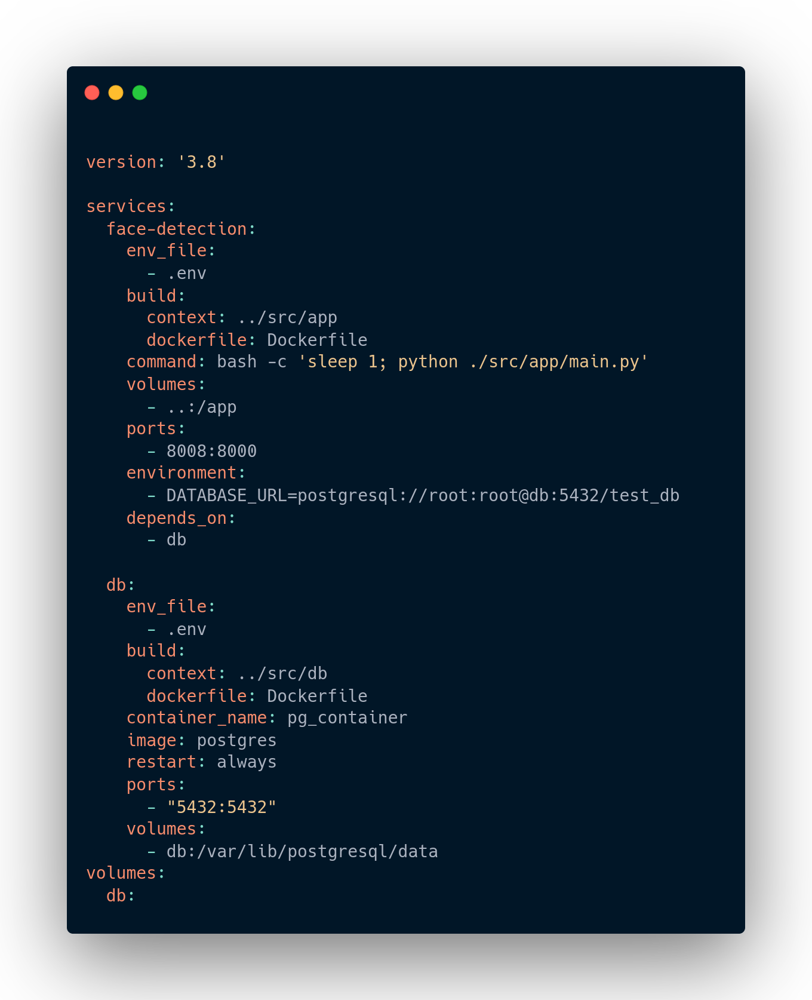 version: '3.8'

services:
  face-detection:
    env_file:
      - .env
    build:
      context: ../src/app
      dockerfile: Dockerfile
    command: bash -c 'sleep 1; python ./src/app/main.py'
    volumes:
      - ..:/app
    ports:
      - 8008:8000
    environment:
      - DATABASE_URL=postgresql://root:root@db:5432/test_db
    depends_on:
      - db

  db:
    env_file:
      - .env
    build:
      context: ../src/db
      dockerfile: Dockerfile
    container_name: pg_container
    image: postgres
    restart: always
    ports:
      - "5432:5432"
    volumes:
      - db:/var/lib/postgresql/data
volumes:
  db: